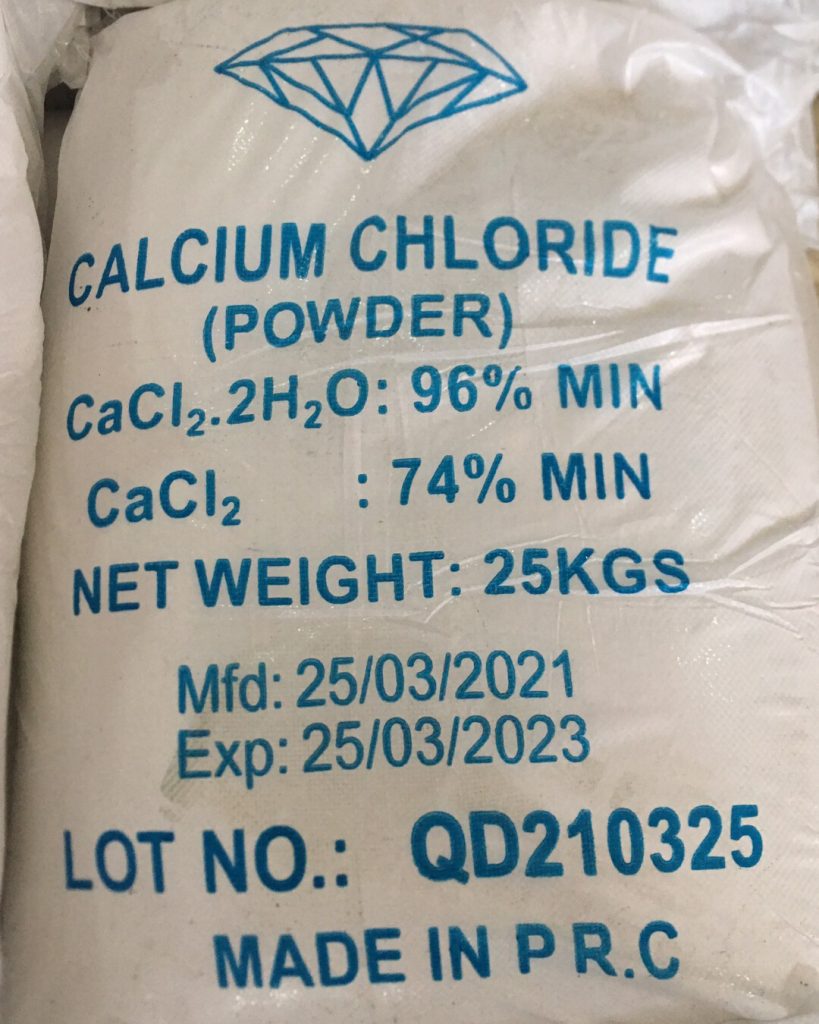 CALCIUM CHLORIDE
(POWDER)
CaCl₂.2H₂O: 96% MIN
CaCl₂ : 74% MIN
NET WEIGHT: 25KGS
Mfd: 25/03/2021
Exp: 25/03/2023
LOT NO.: QD210325
MADE IN P R.C